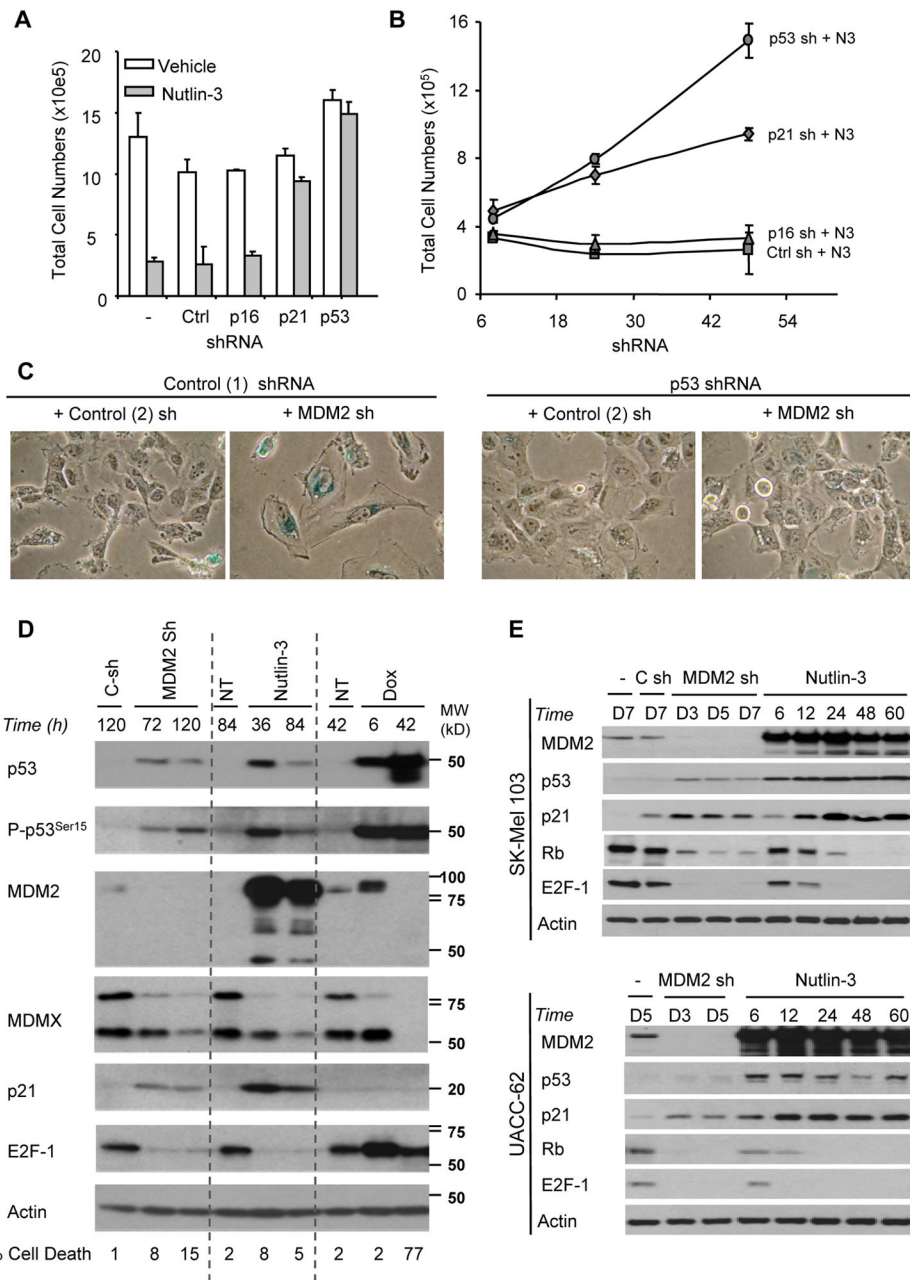 A
Total Cell Numbers (x10e5)
20
15
10
5
0
Vehicle
Nutlin-3
- Ctrl p16 p21 p53
shRNA
B
Total Cell Numbers (x10⁵)
16
12
8
4
0
p53 sh + N3
p21 sh + N3
p16 sh + N3
Ctrl sh + N3
6 18 30 42 54
shRNA
C
Control (1) shRNA
+ Control (2) sh + MDM2 sh
p53 shRNA
+ Control (2) sh + MDM2 sh
D
C-sh MDM2 Sh NT Nutlin-3 NT Dox
Time (h) 120 72 120 84 36 84 42 6 42
MW
(kD)
p53
50
P-p53Ser15
50
MDM2
100
75
50
MDMX
75
50
p21
20
E2F-1
75
50
Actin
50
% Cell Death 1 8 15 2 8 5 2 2 77
E
SK-Mel 103
- C sh MDM2 sh Nutlin-3
Time D7 D7 D3 D5 D7 6 12 24 48 60
MDM2
p53
p21
Rb
E2F-1
Actin
UACC-62
- MDM2 sh Nutlin-3
Time D5 D3 D5 6 12 24 48 60
MDM2
p53
p21
Rb
E2F-1
Actin